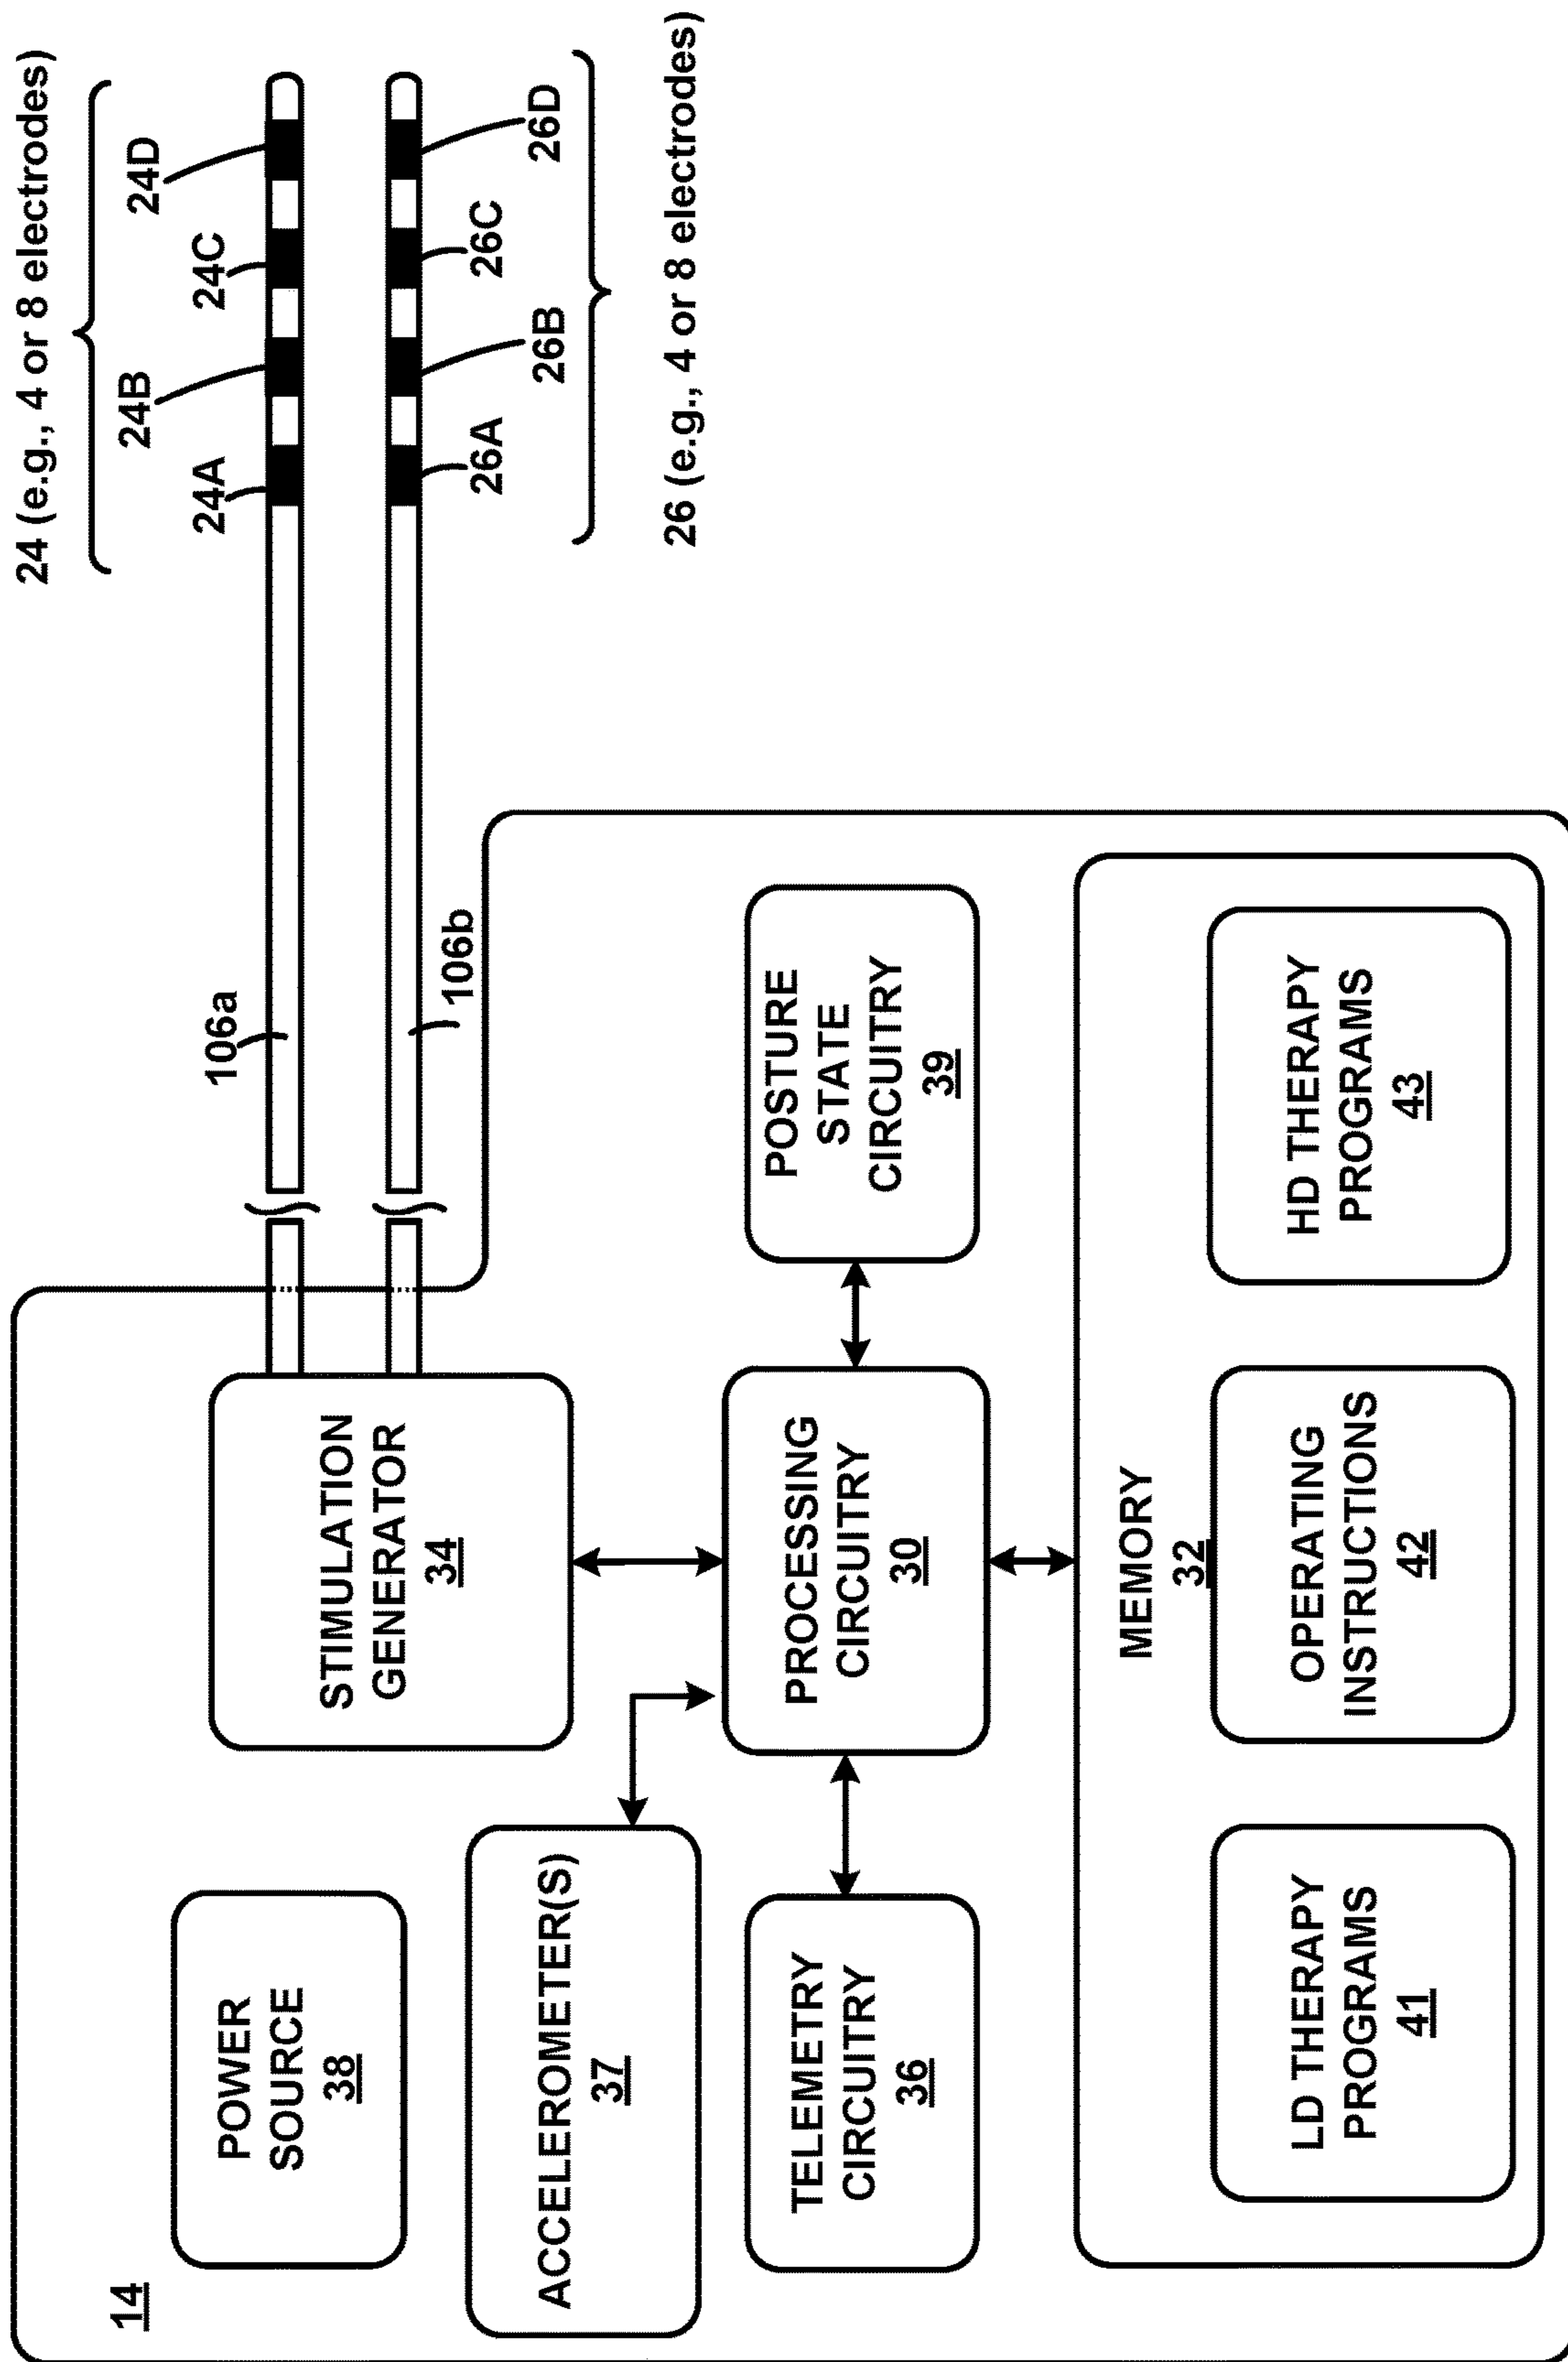 24 (e.g., 4 or 8 electrodes)
24A
24B
24C
24D
26A
26B
26C
26D
26 (e.g., 4 or 8 electrodes)
106a
106b
14
POWER
SOURCE
38
STIMULATION
GENERATOR
34
ACCELEROMETER(S)
37
TELEMETRY
CIRCUITRY
36
PROCESSING
CIRCUITRY
30
POSTURE
STATE
CIRCUITRY
39
MEMORY
32
LD THERAPY
PROGRAMS
41
OPERATING
INSTRUCTIONS
42
HD THERAPY
PROGRAMS
43